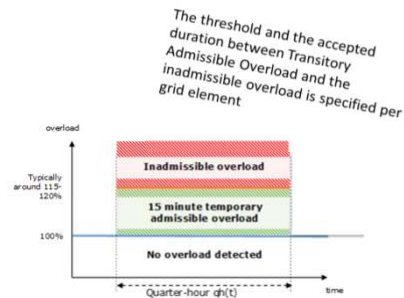 The threshold and the accepted
duration between Transitory
Admissible Overload and the
inadmissible overload is specified per
grid element
overload
Inadmissible overload
Typically
around 115-
120%
15 minute temporary
admissible overload
100%
No overload detected
time
Quarter-hour qh(t)